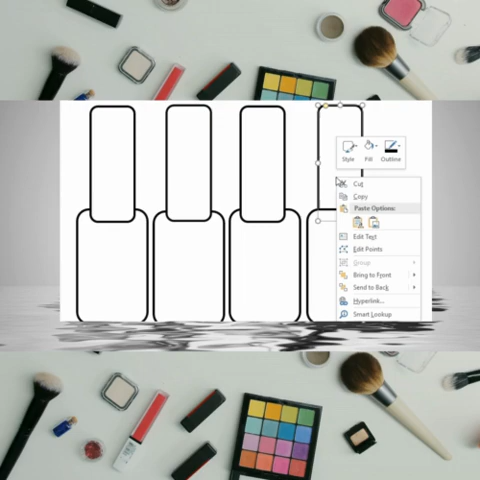 Style Fill Outline
Cut
Copy
Paste Options:
Edit Text
Edit Points
Group
Bring to Front
Send to Back
Hyperlink...
Smart Lookup